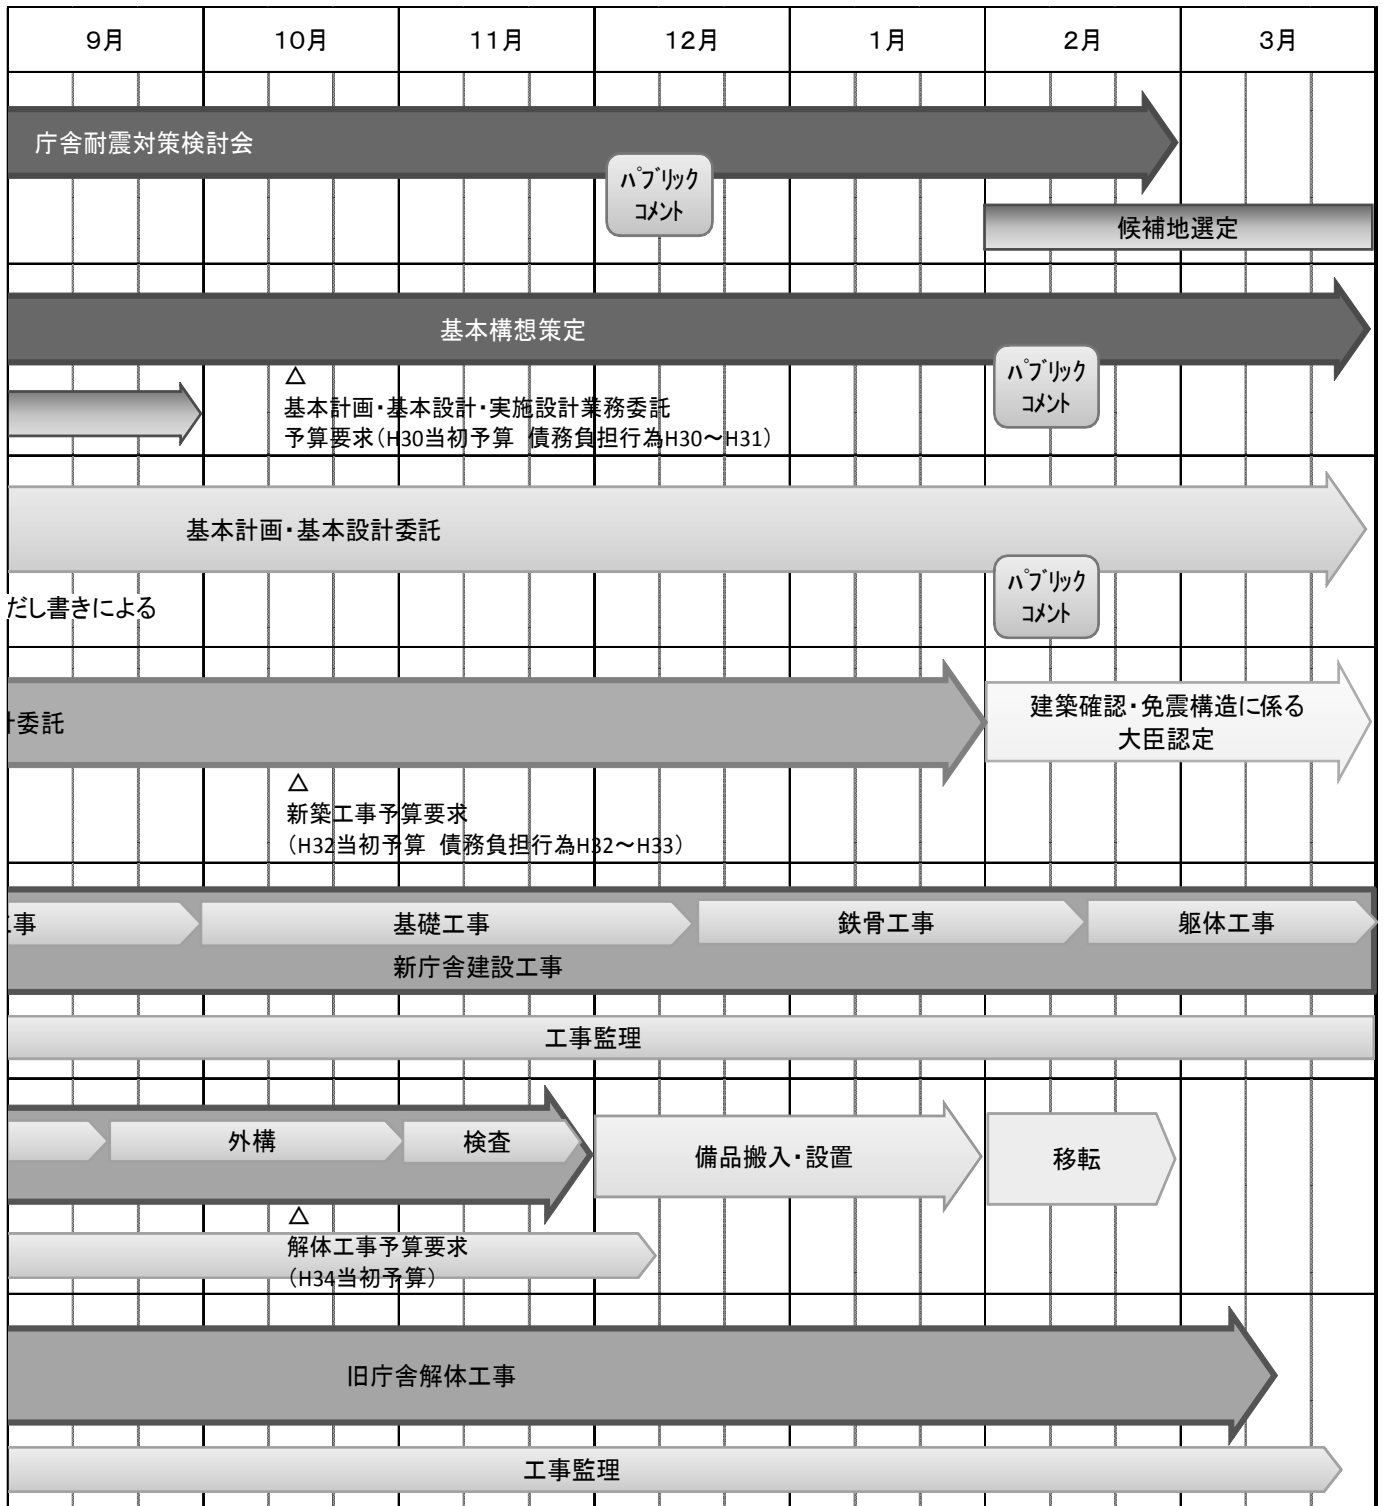 9月 10月 11月 12月 1月 2月 3月
庁舎耐震対策検討会
パブリック
コメント
候補地選定
基本構想策定
パブリック
コメント
△
基本計画・基本設計・実施設計業務委託
予算要求（H30当初予算　債務負担行為H30～H31）
基本計画・基本設計委託
パブリック
コメント
だし書きによる
計委託
建築確認・免震構造に係る
大臣認定
△
新築工事予算要求
（H32当初予算　債務負担行為H32～H33）
工事 基礎工事 鉄骨工事 躯体工事
新庁舎建設工事
工事監理
外構 検査 備品搬入・設置 移転
△
解体工事予算要求
（H34当初予算）
旧庁舎解体工事
工事監理